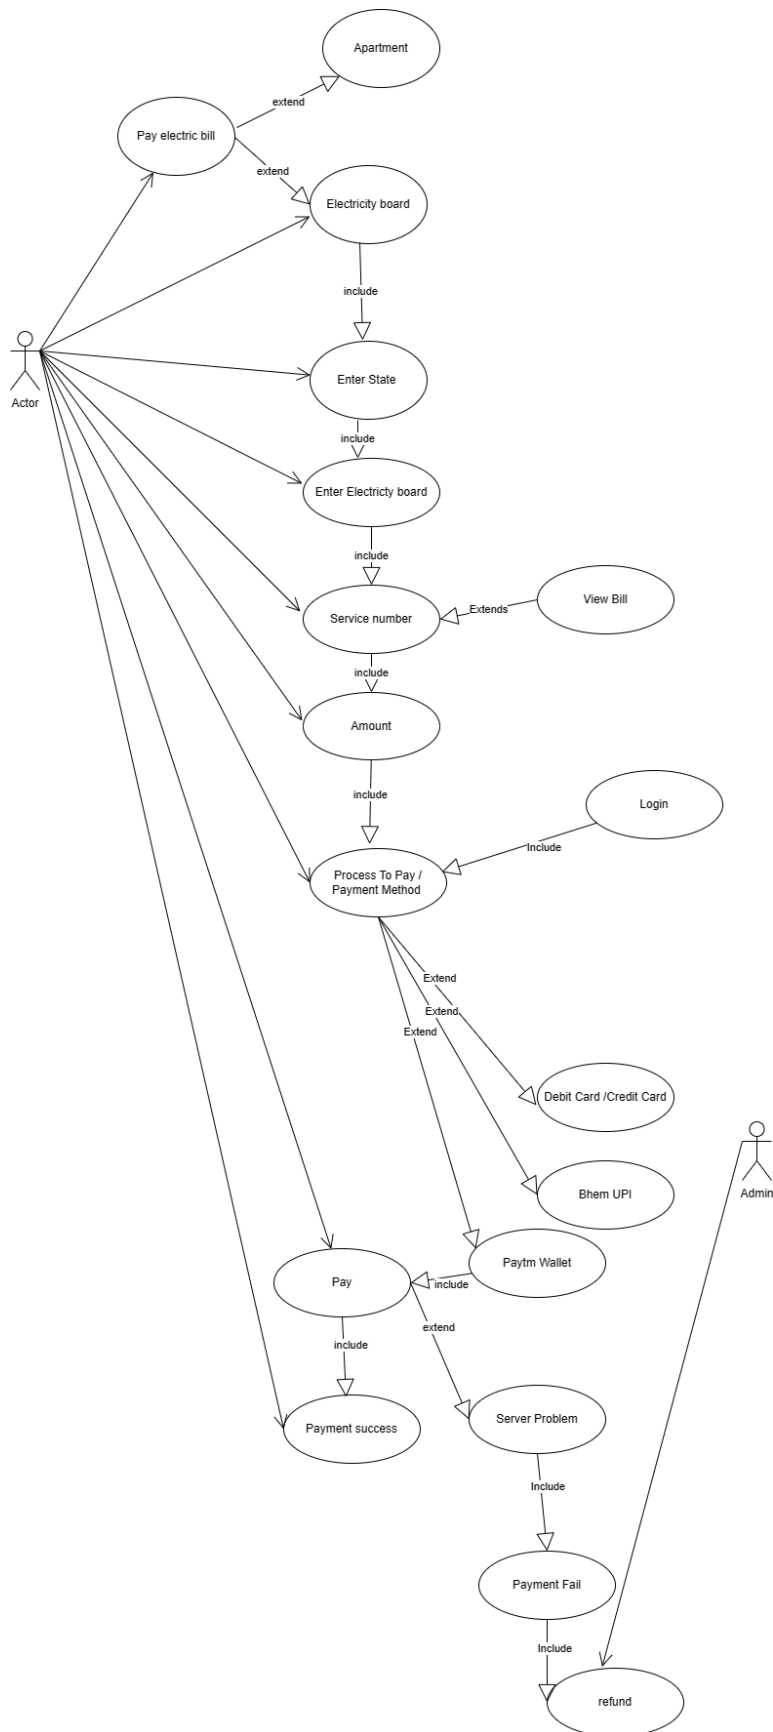 Apartment
extend
Pay electric bill
extend
Electricity board
include
Actor
Enter State
include
Enter Electricty board
include
Service number
Extends
View Bill
include
Amount
include
Login
Include
Process To Pay /
Payment Method
Extend
Extend
Extend
Debit Card /Credit Card
Bhem UPI
Admin
Paytm Wallet
include
Pay
extend
include
Server Problem
Payment success
Include
Payment Fail
Include
refund